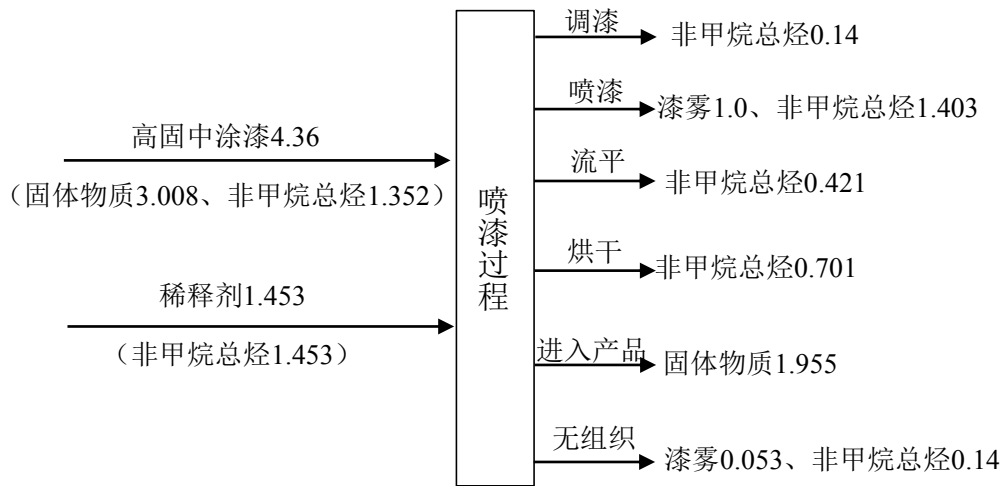 调漆
非甲烷总烃0.14
喷漆
漆雾1.0、非甲烷总烃1.403
高固中涂漆4.36
（固体物质3.008、非甲烷总烃1.352）
流平
非甲烷总烃0.421
喷漆过程
烘干
非甲烷总烃0.701
稀释剂1.453
（非甲烷总烃1.453）
进入产品
固体物质1.955
无组织
漆雾0.053、非甲烷总烃0.14